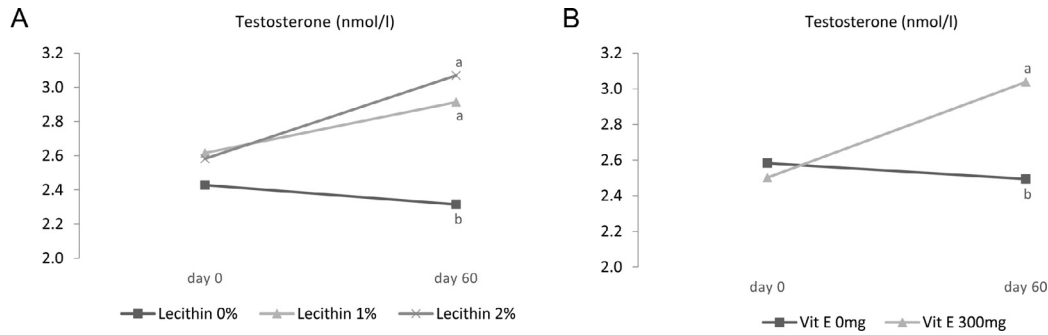 A
Testosterone (nmol/l)
3.2
3.0
2.8
2.6
2.4
2.2
2.0
a
a
b
day 0
day 60
Lecithin 0%
Lecithin 1%
Lecithin 2%
B
Testosterone (nmol/l)
3.2
3.0
2.8
2.6
2.4
2.2
2.0
a
b
day 0
day 60
Vit E 0mg
Vit E 300mg